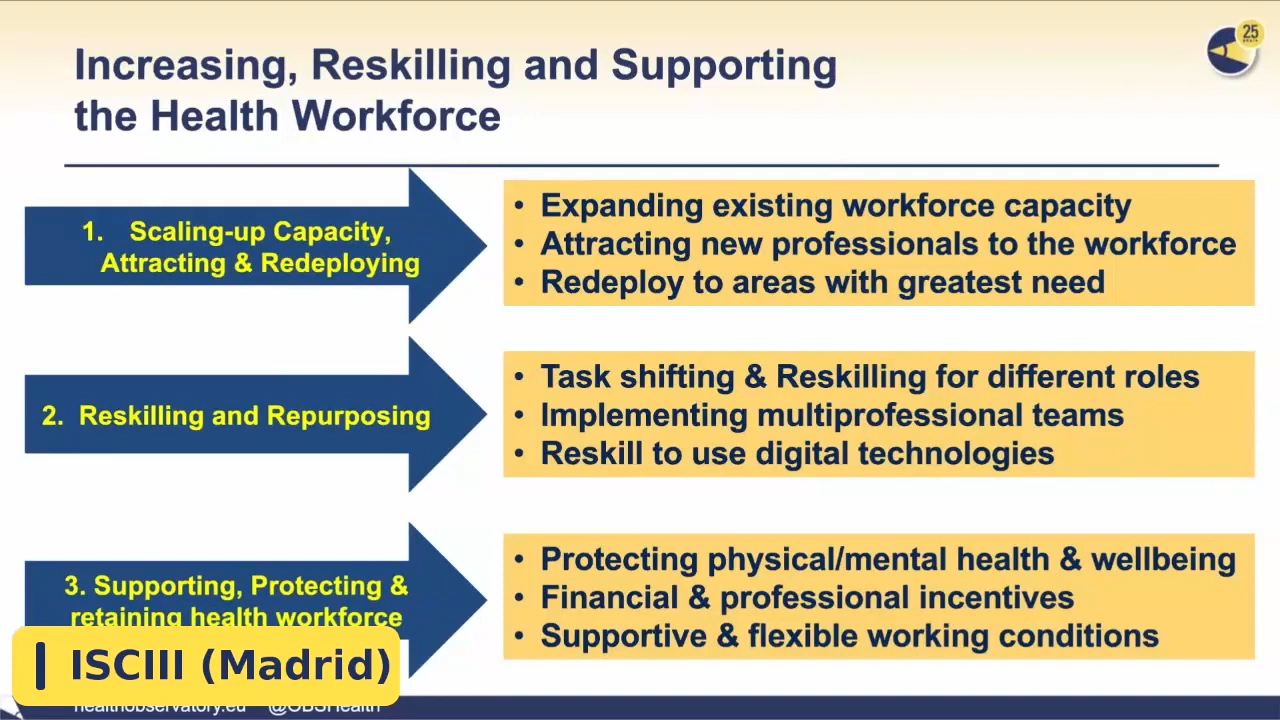 Increasing, Reskilling and Supporting
the Health Workforce
25
1. Scaling-up Capacity,
Attracting & Redeploying
• Expanding existing workforce capacity
• Attracting new professionals to the workforce
• Redeploy to areas with greatest need
2. Reskilling and Repurposing
• Task shifting & Reskilling for different roles
• Implementing multiprofessional teams
• Reskill to use digital technologies
3. Supporting, Protecting &
retaining health workforce
• Protecting physical/mental health & wellbeing
• Financial & professional incentives
• Supportive & flexible working conditions
ISCIII (Madrid)
healthobservatory.eu @OBSHealth